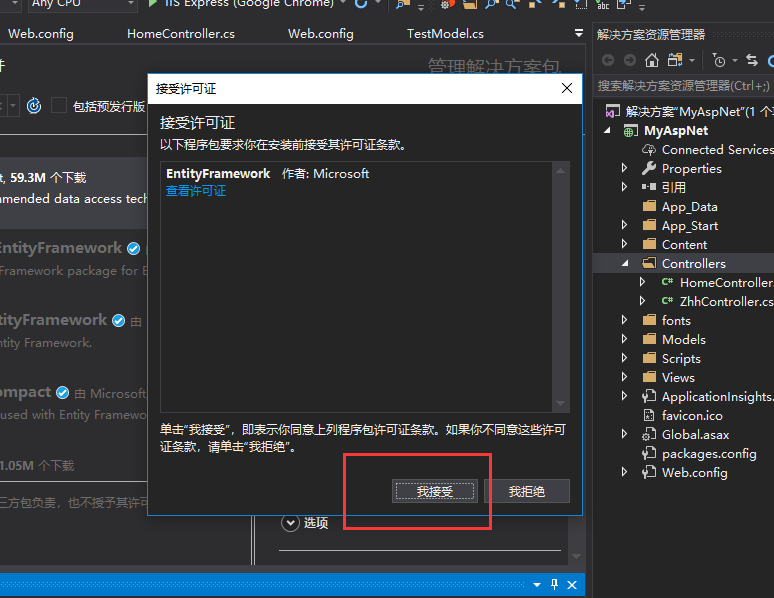 Any CPU
IIS Express (Google Chrome)
Web.config
HomeController.cs
Web.config
TestModel.cs
管理解决方案包
包括预发行版
59.3M 个下载
data access
EntityFramework
Framework package for
由
ntity Framework.
由 Microsoft
used with Entity
1.05M 个下载
三方包负责，也不授予其许可
接受许可证
接受许可证
以下程序包要求你在安装前接受其许可证条款。
EntityFramework 作者: Microsoft
查看许可证
单击“我接受”，即表示你同意上列程序包许可证条款。如果你不同意这些许可
证条款，请单击“我拒绝”。
我接受
我拒绝
选项
解决方案资源管理器
搜索解决方案资源管理器(Ctrl+;)
解决方案"MyAspNet"(1 个
MyAspNet
Connected Services
Properties
引用
App_Data
App_Start
Content
Controllers
HomeController.
ZhhController.cs
fonts
Models
Scripts
Views
ApplicationInsights.
favicon.ico
Global.asax
packages.config
Web.config